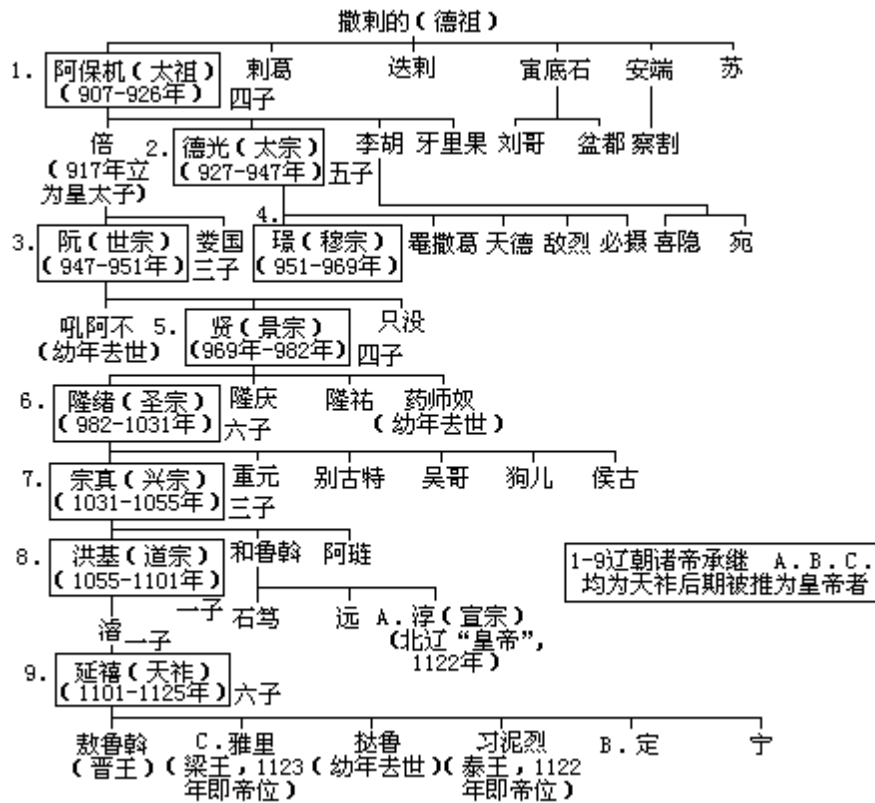 撒剌的(德祖)
1. 阿保机(太祖) 剌葛 迭剌 寅底石 安端 苏
(907-926年) 四子
倍 2. 德光(太宗) 李胡 牙里果 刘哥 盆都 察割
(917年立 (927-947年) 五子
为皇太子)
4.
3. 阮(世宗) 娄国 璟(穆宗) 罨撒葛 天德 敌烈 必摄 喜隐 宛
(947-951年) 三子 (951-969年)
吼阿不 5. 贤(景宗) 只没
(幼年去世) (969年-982年) 四子
6. 隆绪(圣宗) 隆庆 隆祐 药师奴
(982-1031年) 六子 (幼年去世)
7. 宗真(兴宗) 重元 别古特 吴哥 狗儿 侯古
(1031-1055年) 三子
8. 洪基(道宗) 和鲁斡 阿琏
(1055-1101年)
1-9辽朝诸帝承继 A.B.C.
均为天祚后期被推为皇帝者
一子 石笃 远 A.淳(宣宗)
溶 一子 (北辽“皇帝”,
1122年)
9. 延禧(天祚)
(1101-1125年) 六子
敖鲁斡 C.雅里 挞鲁 习泥烈 B.定 宁
(晋王) (梁王,1123 (幼年去世) (泰王,1122
年即帝位) 年即帝位)